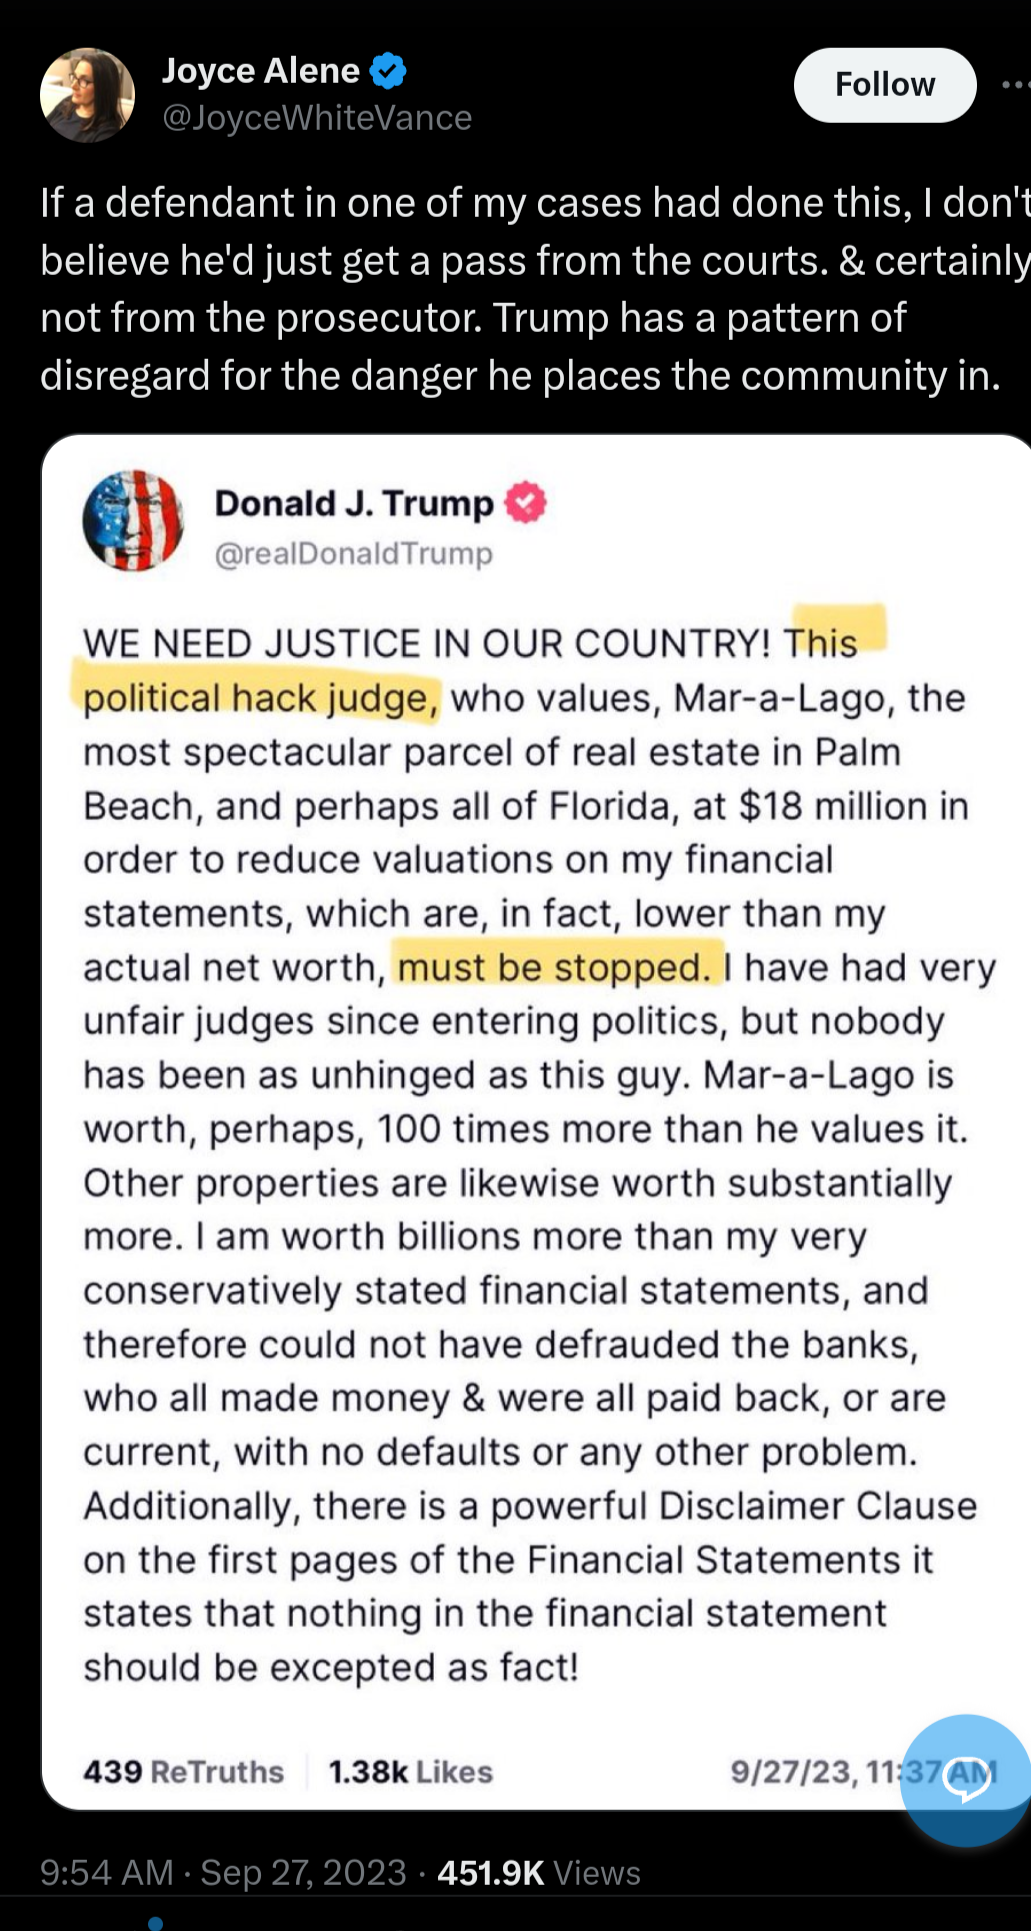 Joyce Alene
@JoyceWhiteVance
Follow
If a defendant in one of my cases had done this, I don't
believe he'd just get a pass from the courts. & certainly
not from the prosecutor. Trump has a pattern of
disregard for the danger he places the community in.
Donald J. Trump
@realDonaldTrump
WE NEED JUSTICE IN OUR COUNTRY! This
political hack judge, who values, Mar-a-Lago, the
most spectacular parcel of real estate in Palm
Beach, and perhaps all of Florida, at $18 million in
order to reduce valuations on my financial
statements, which are, in fact, lower than my
actual net worth, must be stopped. I have had very
unfair judges since entering politics, but nobody
has been as unhinged as this guy. Mar-a-Lago is
worth, perhaps, 100 times more than he values it.
Other properties are likewise worth substantially
more. I am worth billions more than my very
conservatively stated financial statements, and
therefore could not have defrauded the banks,
who all made money & were all paid back, or are
current, with no defaults or any other problem.
Additionally, there is a powerful Disclaimer Clause
on the first pages of the Financial Statements it
states that nothing in the financial statement
should be excepted as fact!
439 ReTruths 1.38k Likes 9/27/23, 11:37 AM
9:54 AM · Sep 27, 2023 · 451.9K Views